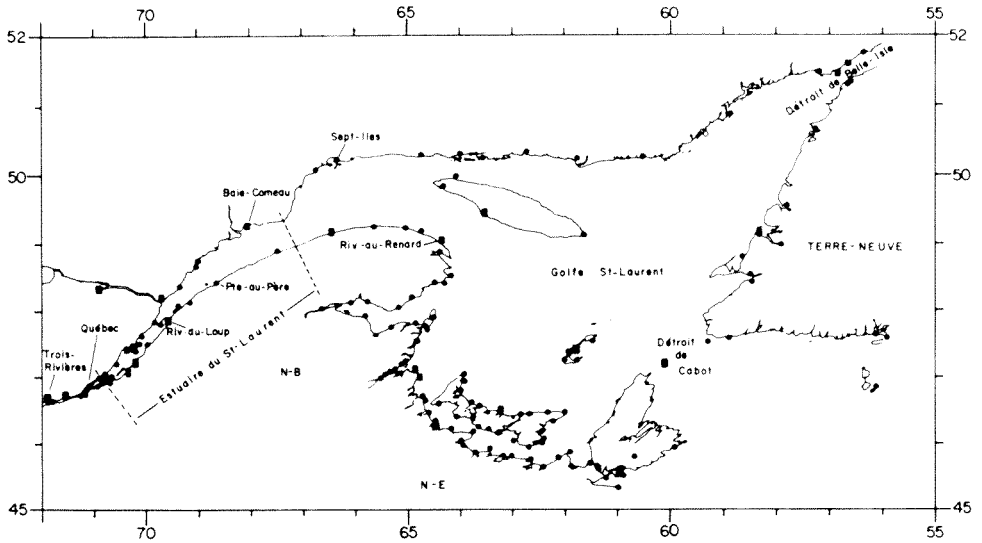 70
65
60
55
52
52
Détroit de Belle-Isle
Sept-Iles
50
50
Baie-Comeau
Riv-au-Renard
TERRE-NEUVE
Golfe St-Laurent
Pte-au-Père
Québec
Riv-du-Loup
Estuaire du St-Laurent
Trois-
Rivières
Détroit
de
Cabot
N-B
N-E
45
45
70
65
60
55